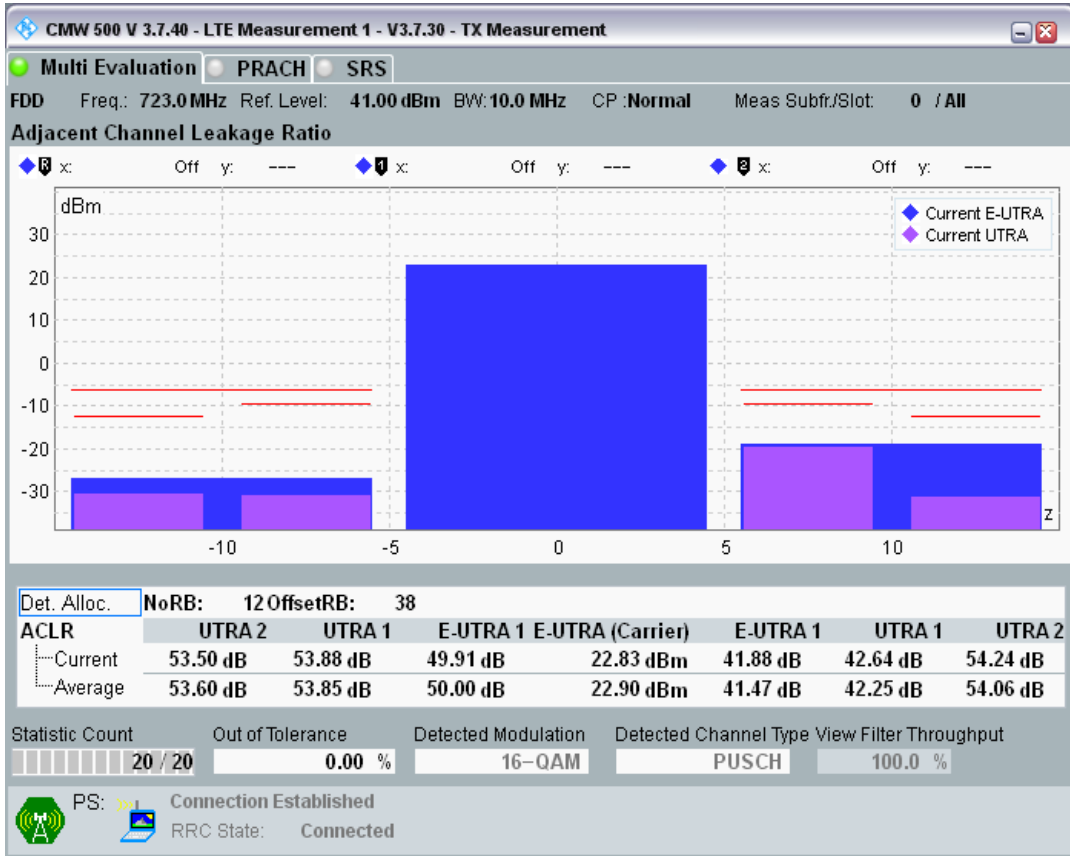 CMW 500 V 3.7.40 - LTE Measurement 1 - V3.7.30 - TX Measurement
Multi Evaluation PRACH SRS
FDD Freq.: 723.0 MHz Ref. Level: 41.00 dBm BW: 10.0 MHz CP :Normal Meas Subfr./Slot: 0 / All
Adjacent Channel Leakage Ratio
R x: Off y: --- 1 x: Off y: --- 2 x: Off y: ---
dBm
Current E-UTRA
Current UTRA
30
20
10
0
-10
-20
-30
z
-10 -5 0 5 10
Det. Alloc. NoRB: 12 OffsetRB: 38
ACLR UTRA 2 UTRA 1 E-UTRA 1 E-UTRA (Carrier) E-UTRA 1 UTRA 1 UTRA 2
Current 53.50 dB 53.88 dB 49.91 dB 22.83 dBm 41.88 dB 42.64 dB 54.24 dB
Average 53.60 dB 53.85 dB 50.00 dB 22.90 dBm 41.47 dB 42.25 dB 54.06 dB
Statistic Count Out of Tolerance Detected Modulation Detected Channel Type View Filter Throughput
20 / 20 0.00 % 16-QAM PUSCH 100.0 %
PS: Connection Established
RRC State: Connected